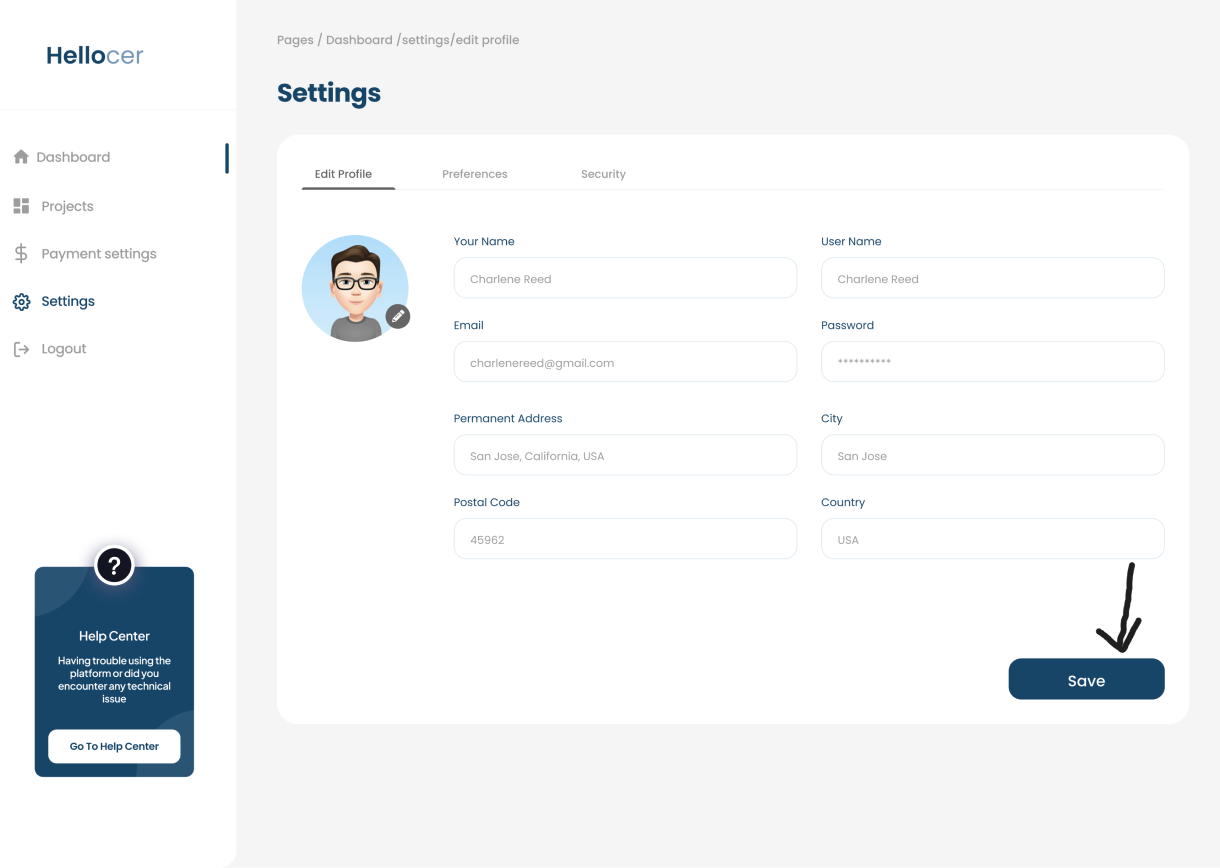 Hellocer
Pages / Dashboard /settings/edit profile
Settings
Dashboard
Projects
Payment settings
Settings
Logout
Edit Profile Preferences Security
Your Name User Name
Charlene Reed Charlene Reed
Email Password
charlenereed@gmail.com **********
Permanent Address City
San Jose, California, USA San Jose
Postal Code Country
45962 USA
Save
?
Help Center
Having trouble using the
platform or did you
encounter any technical
issue
Go To Help Center